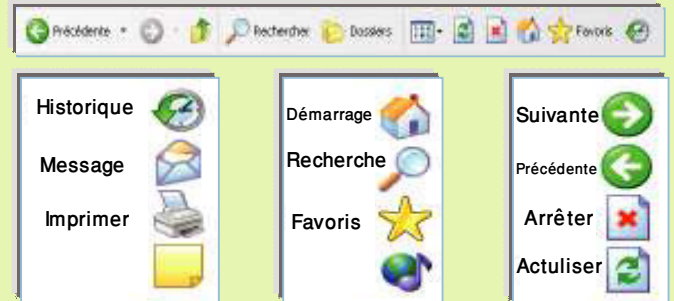 Précédente
Rechercher
Dossiers
Favoris
Historique
Message
Imprimer
Démarrage
Recherche
Favoris
Suivante
Précédente
Arrêter
Actuliser